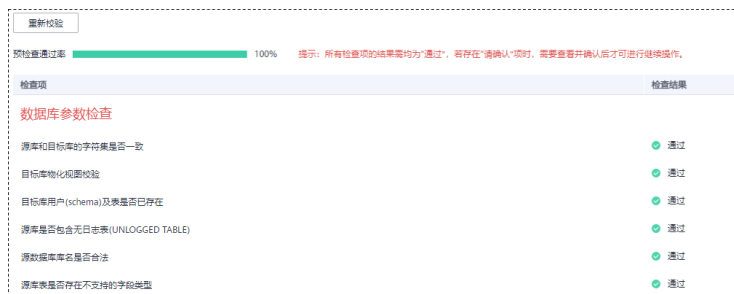 重新校验
预检查通过率 100% 提示：所有检查项的结果需均为“通过”，若存在“请确认”项时，需要查看并确认后才可进行继续操作。
检查项 检查结果
数据库参数检查
源库和目标库的字符集是否一致 通过
目标库物化视图校验 通过
目标库用户(schema)及表是否已存在 通过
源库是否包含无日志表(UNLOGGED TABLE) 通过
源数据库库名是否合法 通过
源库表是否存在不支持的字段类型 通过